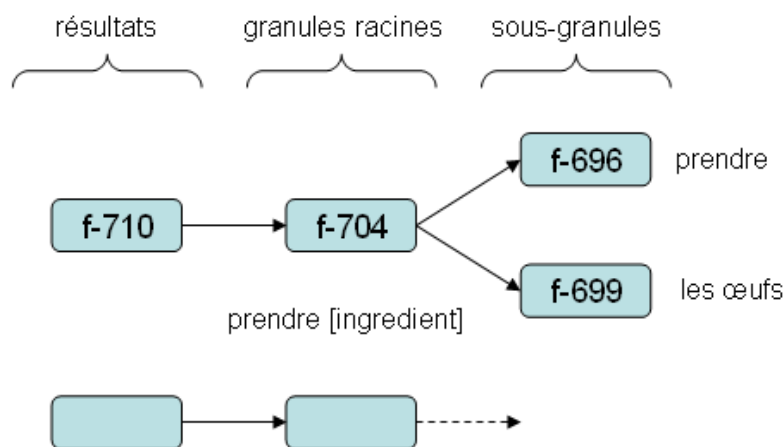 résultats granules racines sous-granules
f-696 prendre
f-710 f-704
f-699 les œufs
prendre [ingredient]